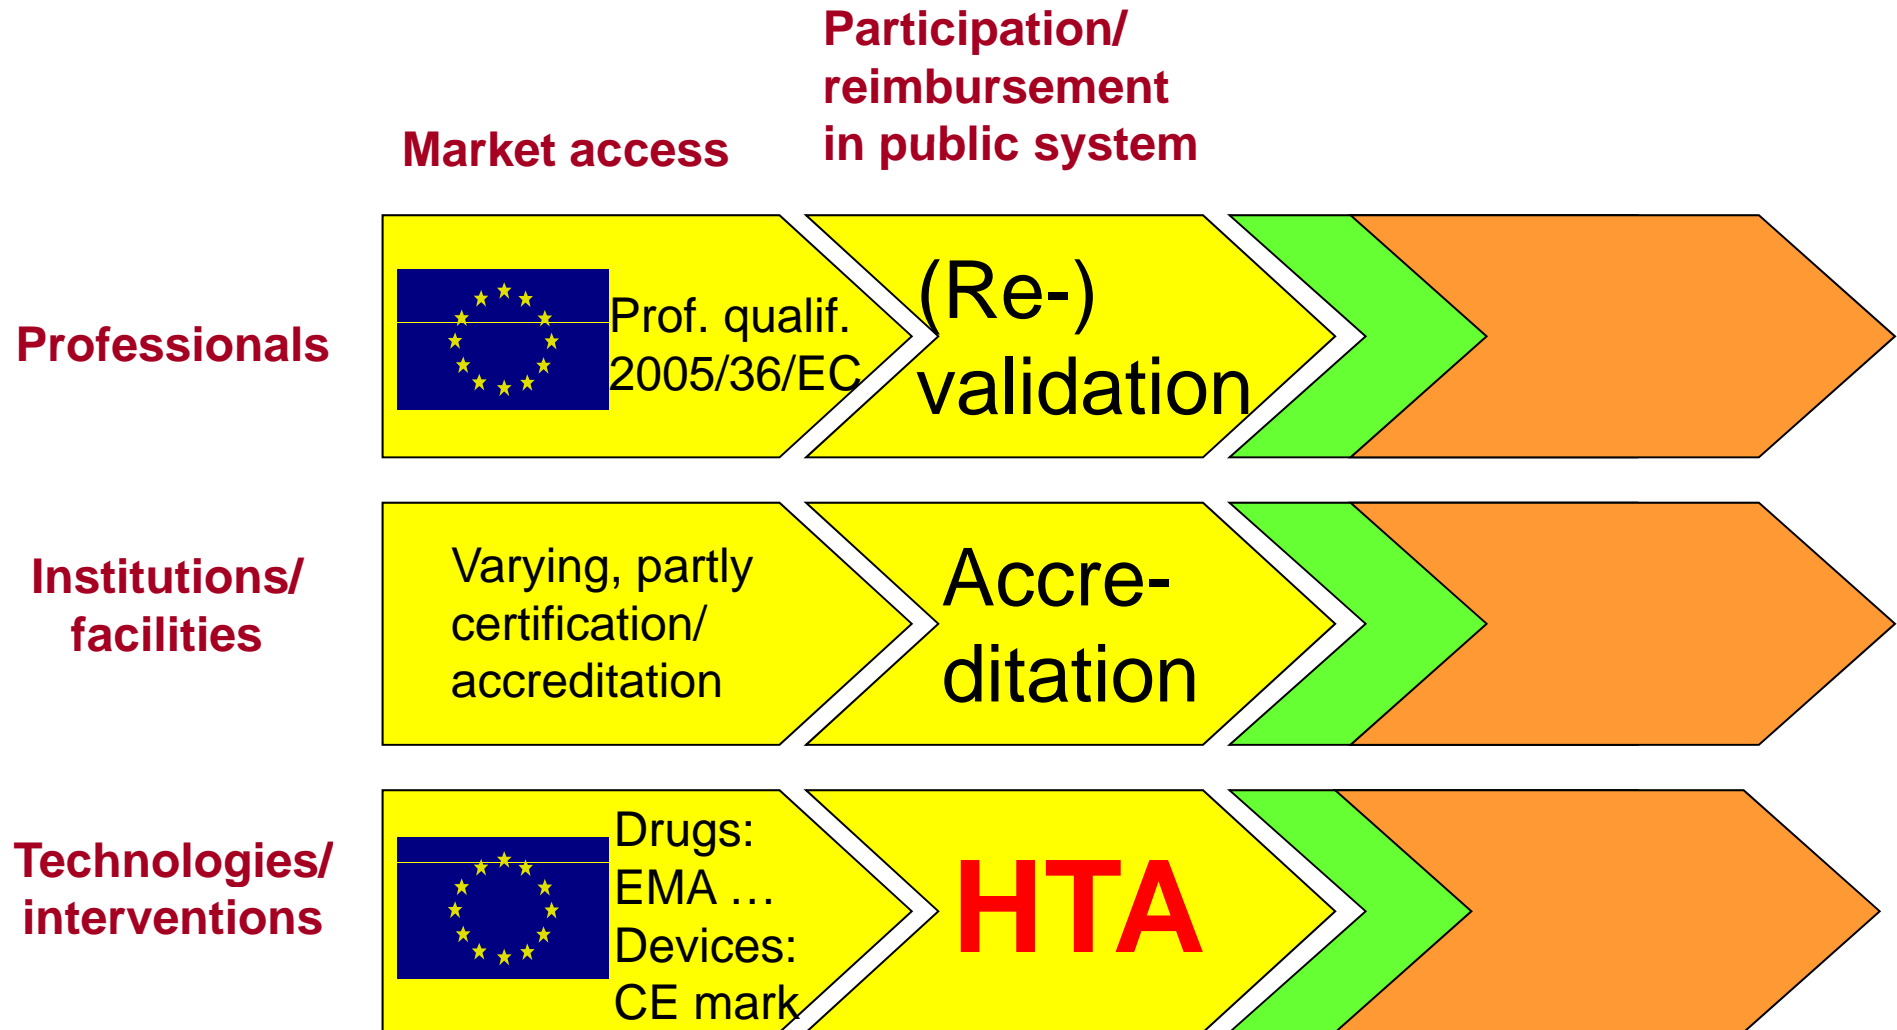 Participation/
reimbursement
in public system
Market access
Professionals
Prof. qualif.
2005/36/EC
(Re-)
validation
Institutions/
facilities
Varying, partly
certification/
accreditation
Accre-
ditation
Technologies/
interventions
Drugs:
EMA …
Devices:
CE mark
HTA